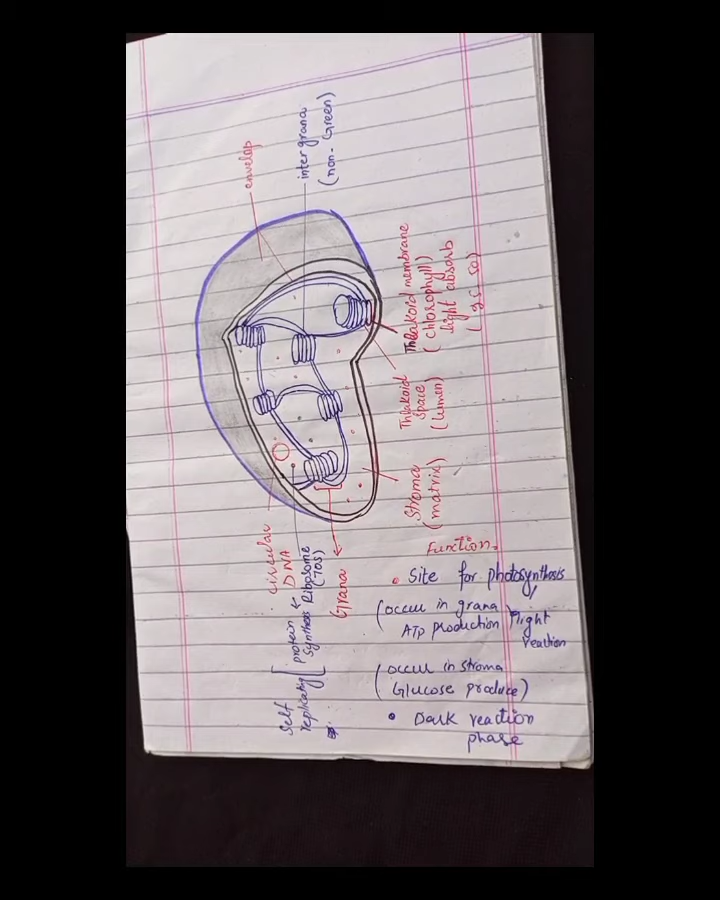 envelop
inter grana
(non-Green)
Thlakoid membrane
(chlorophyll)
light absorb
Thlakoid
space
(lumen)
Stroma
(matrix)
circular
DNA
Ribosome
(70S)
protein
synthesis
Self
replicating
Grana
Function
• Site for photosynthesis
(occur in grana
ATP production)
light
reaction
(occur in stroma
Glucose produce)
• Dark reaction
phase